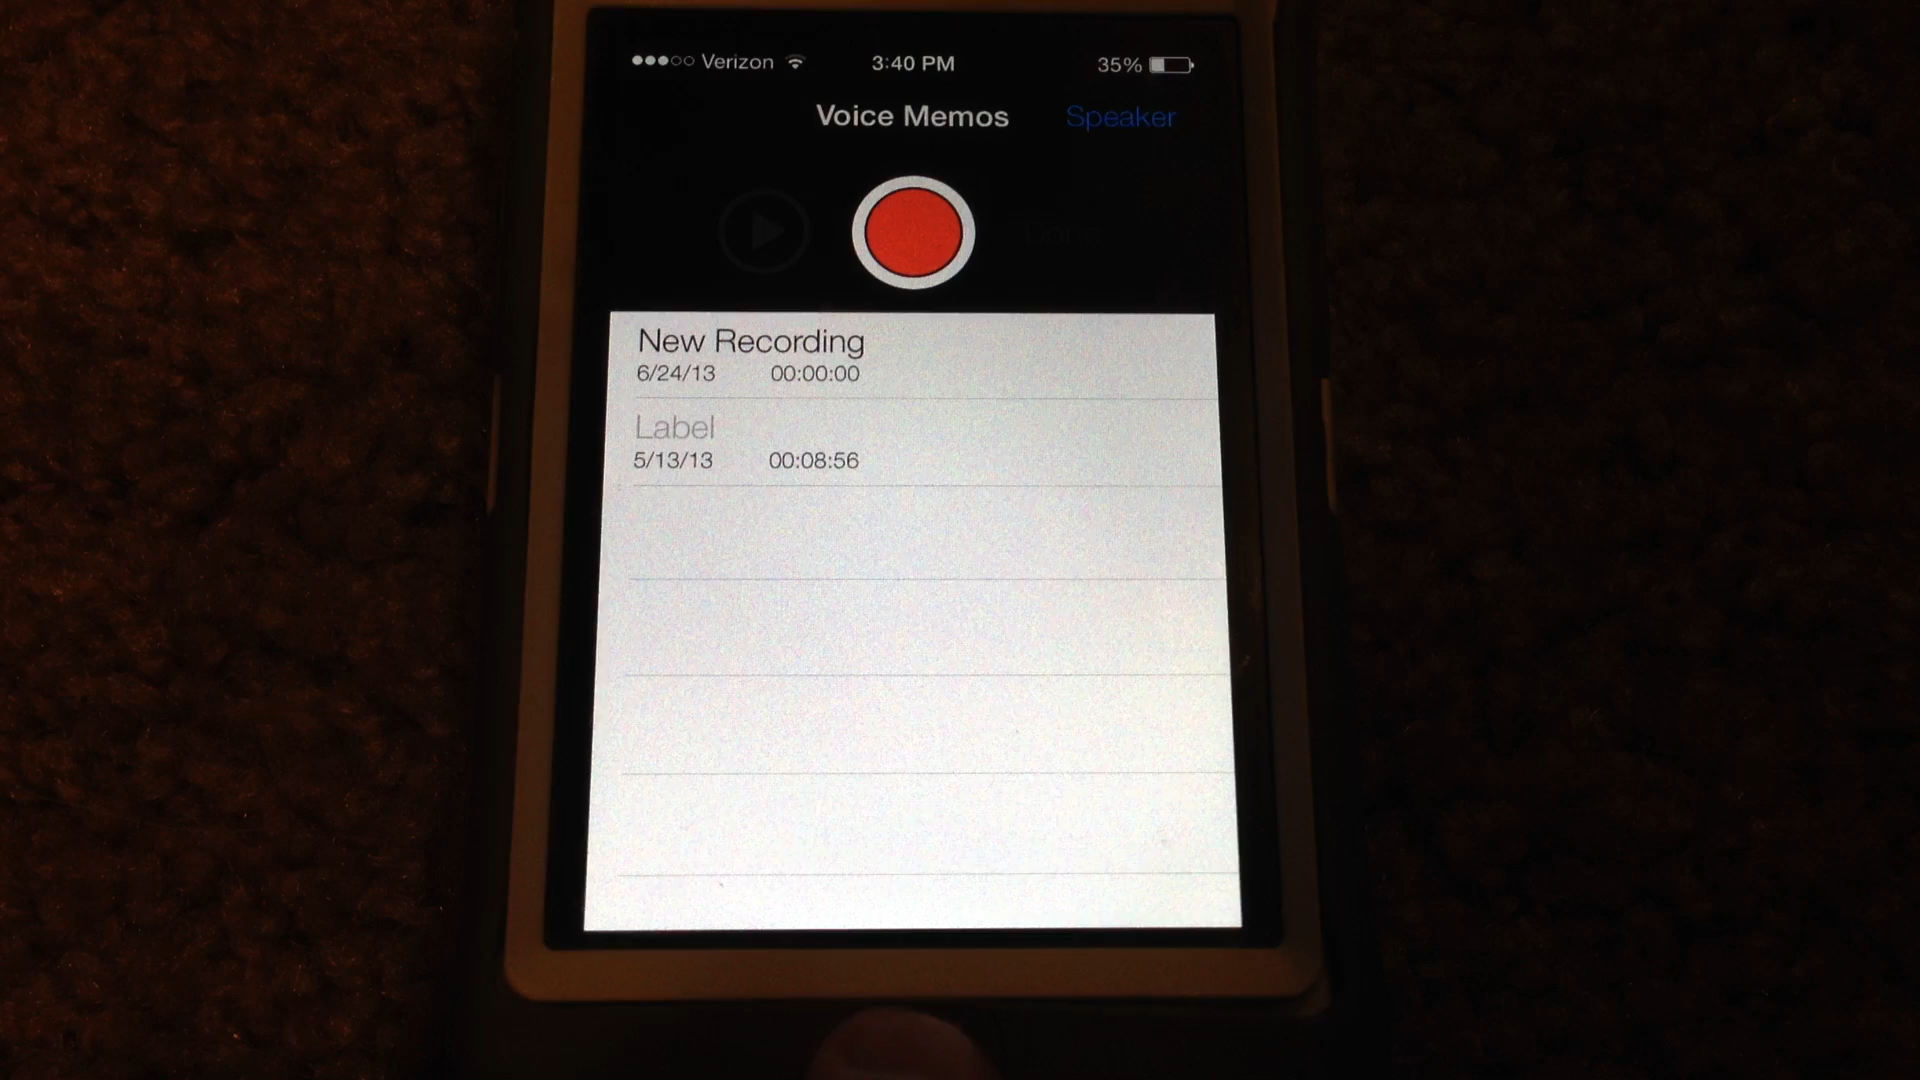 Verizon 3:40 PM 35%
Voice Memos Speaker
Done
New Recording
6/24/13 00:00:00
Label
5/13/13 00:08:56